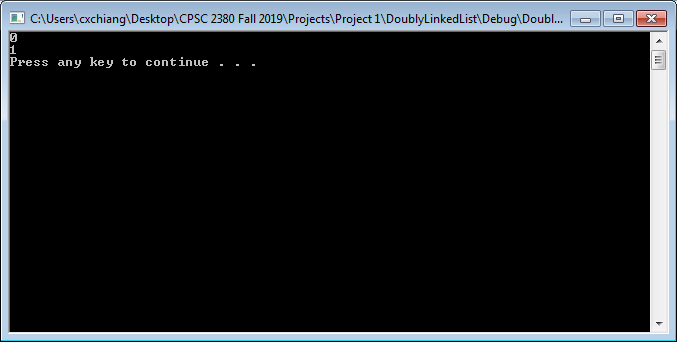 C:\Users\cxchiang\Desktop\CPSC 2380 Fall 2019\Projects\Project 1\DoublyLinkedList\Debug\Doubl...
0
1
Press any key to continue . . .